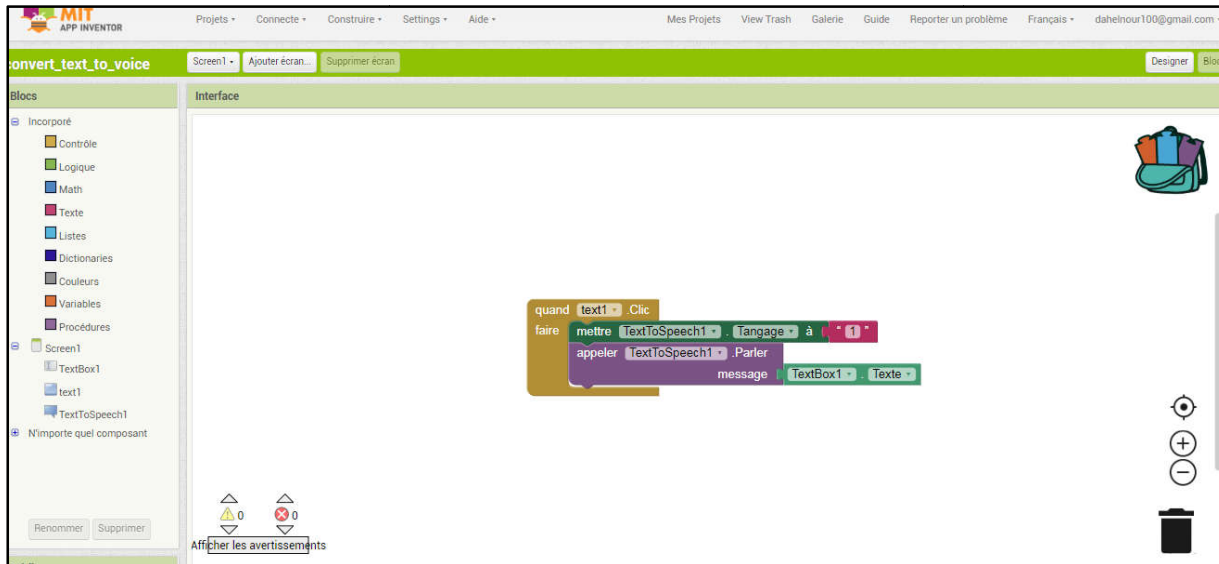 MIT
APP INVENTOR
Projets
Connecte
Construire
Settings
Aide
Mes Projets
View Trash
Galerie
Guide
Reporter un problème
Français
dahelnour100@gmail.com
convert_text_to_voice
Screen1
Ajouter écran...
Supprimer écran
Designer
Bloc
Blocs
Interface
Incorporé
Contrôle
Logique
Math
Texte
Listes
Dictionaries
Couleurs
Variables
Procédures
Screen1
TextBox1
text1
TextToSpeech1
N'importe quel composant
Renommer
Supprimer
quand text1 .Clic
faire mettre TextToSpeech1 . Tangage à " 1 "
appeler TextToSpeech1 .Parler
message TextBox1 . Texte
0
0
Afficher les avertissements